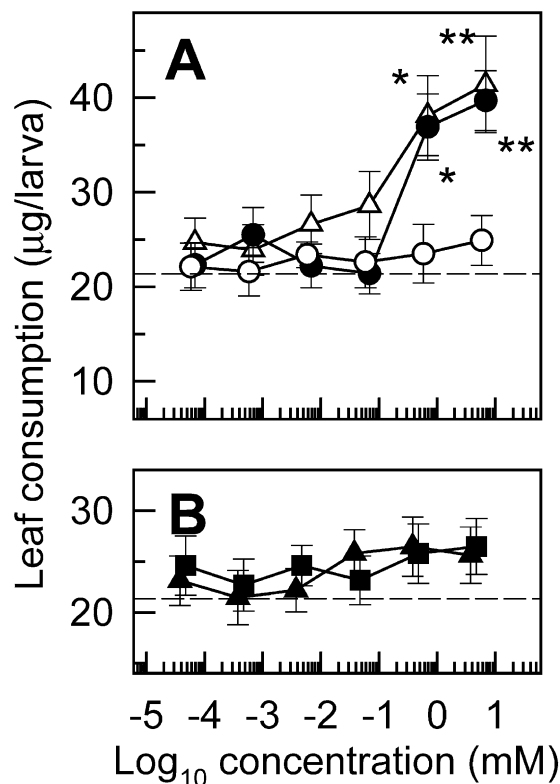 A
**
*
40
**
*
30
20
10
Leaf consumption (µg/larva)
B
30
20
-5 -4 -3 -2 -1 0 1
Log10 concentration (mM)